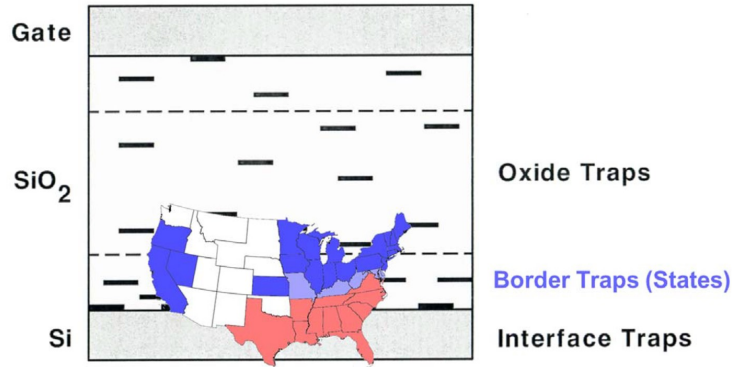 Gate
SiO2
Oxide Traps
Border Traps (States)
Si
Interface Traps